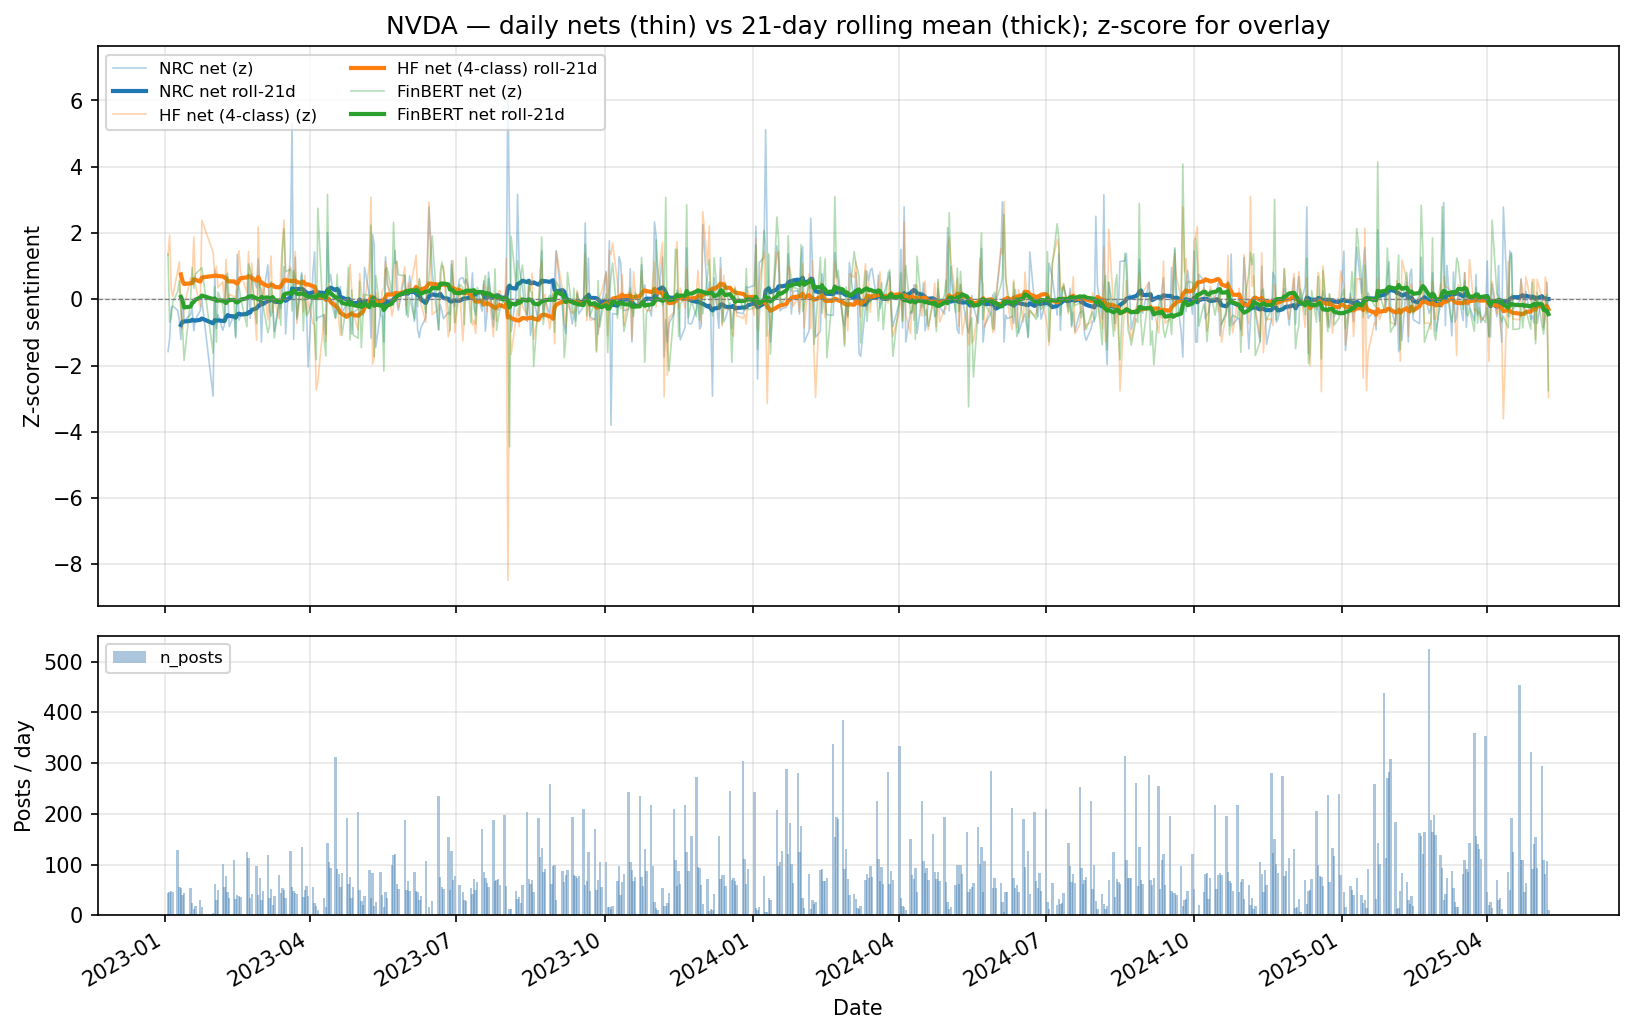 NVDA — daily nets (thin) vs 21-day rolling mean (thick); z-score for overlay
NRC net (z)
NRC net roll-21d
HF net (4-class) (z)
HF net (4-class) roll-21d
FinBERT net (z)
FinBERT net roll-21d
Z-scored sentiment
6
4
2
0
−2
−4
−6
−8
n_posts
Posts / day
500
400
300
200
100
0
2023-01
2023-04
2023-07
2023-10
2024-01
2024-04
2024-07
2024-10
2025-01
2025-04
Date